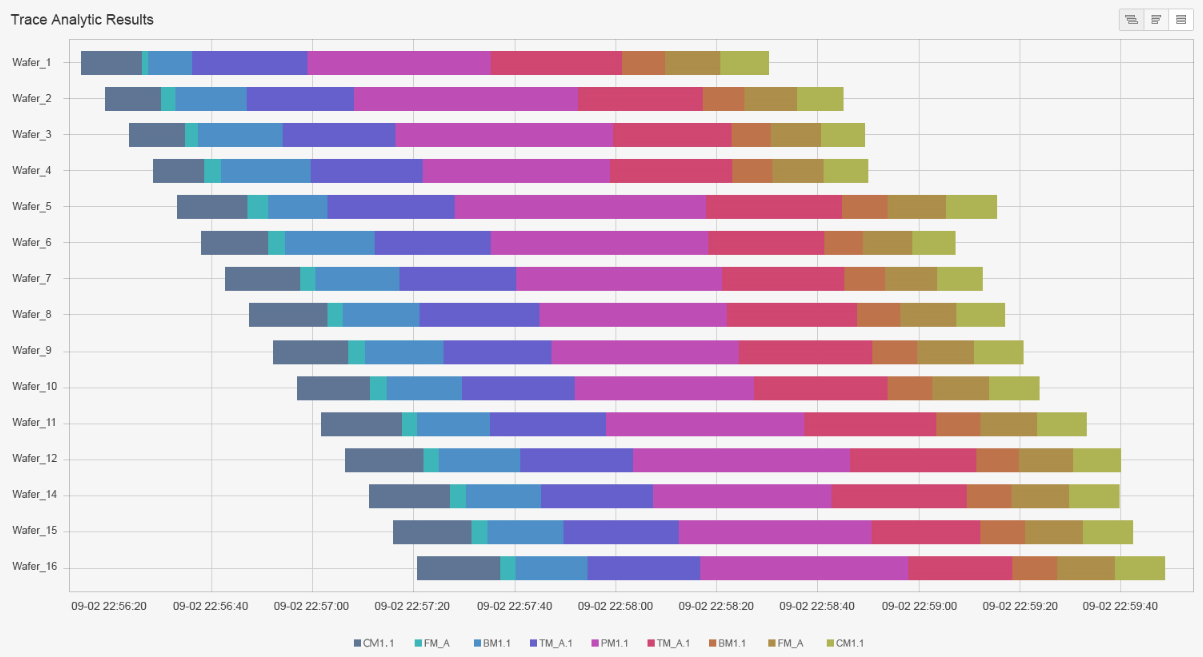 Trace Analytic Results
Wafer_1
Wafer_2
Wafer_3
Wafer_4
Wafer_5
Wafer_6
Wafer_7
Wafer_8
Wafer_9
Wafer_10
Wafer_11
Wafer_12
Wafer_14
Wafer_15
Wafer_16
09-02 22:56:20 09-02 22:56:40 09-02 22:57:00 09-02 22:57:20 09-02 22:57:40 09-02 22:58:00 09-02 22:58:20 09-02 22:58:40 09-02 22:59:00 09-02 22:59:20 09-02 22:59:40
CM1.1 FM_A BM1.1 TM_A.1 PM1.1 TM_A.1 BM1.1 FM_A CM1.1